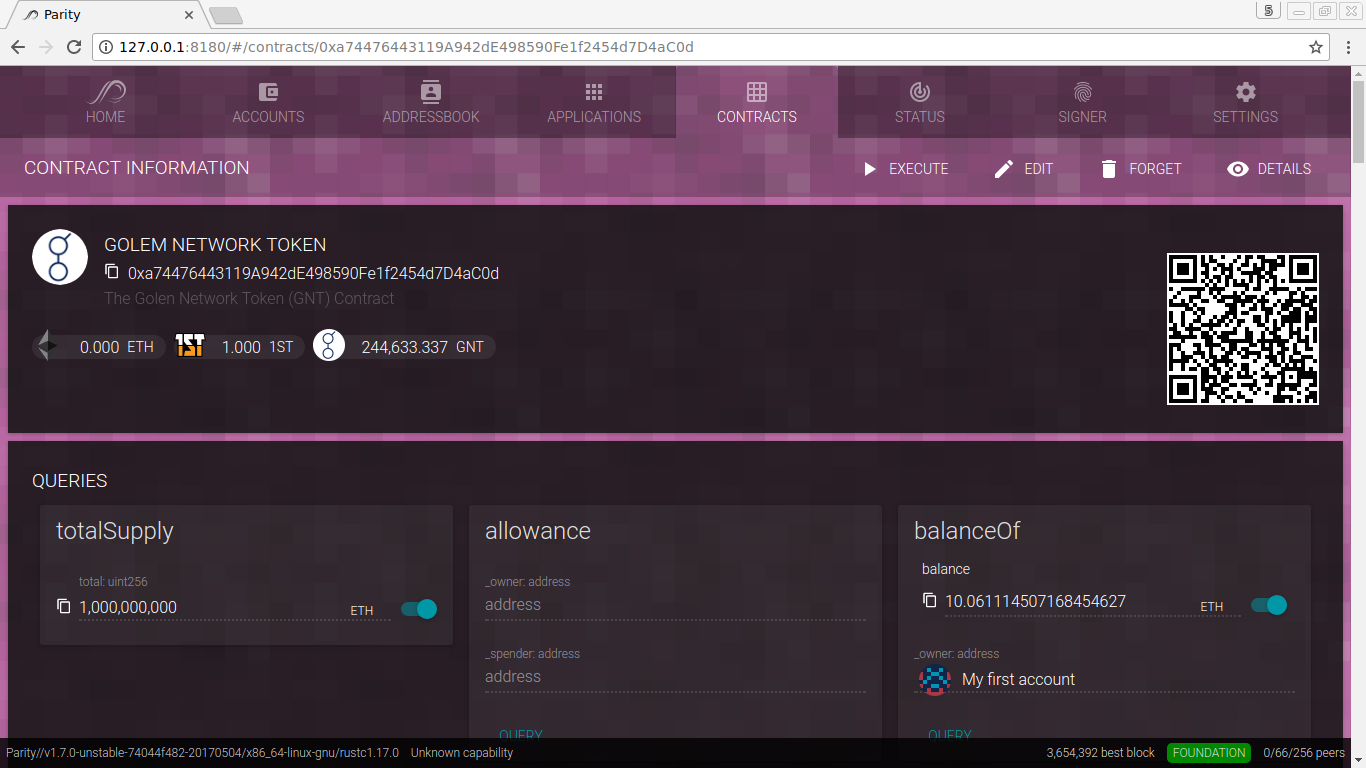 Parity
5
127.0.0.1:8180/#/contracts/0xa74476443119A942dE498590Fe1f2454d7D4aC0d
HOME ACCOUNTS ADDRESSBOOK APPLICATIONS CONTRACTS STATUS SIGNER SETTINGS
CONTRACT INFORMATION EXECUTE EDIT FORGET DETAILS
GOLEM NETWORK TOKEN
0xa74476443119A942dE498590Fe1f2454d7D4aC0d
The Golen Network Token (GNT) Contract
0.000 ETH 1ST 1.000 1ST 244,633.337 GNT
QUERIES
totalSupply allowance balanceOf
total: uint256 _owner: address balance
1,000,000,000 ETH address 10.061114507168454627 ETH
_spender: address _owner: address
address My first account
QUERY QUERY
Parity//v1.7.0-unstable-74044f482-20170504/x86_64-linux-gnu/rustc1.17.0 Unknown capability 3,654,392 best block FOUNDATION 0/66/256 peers